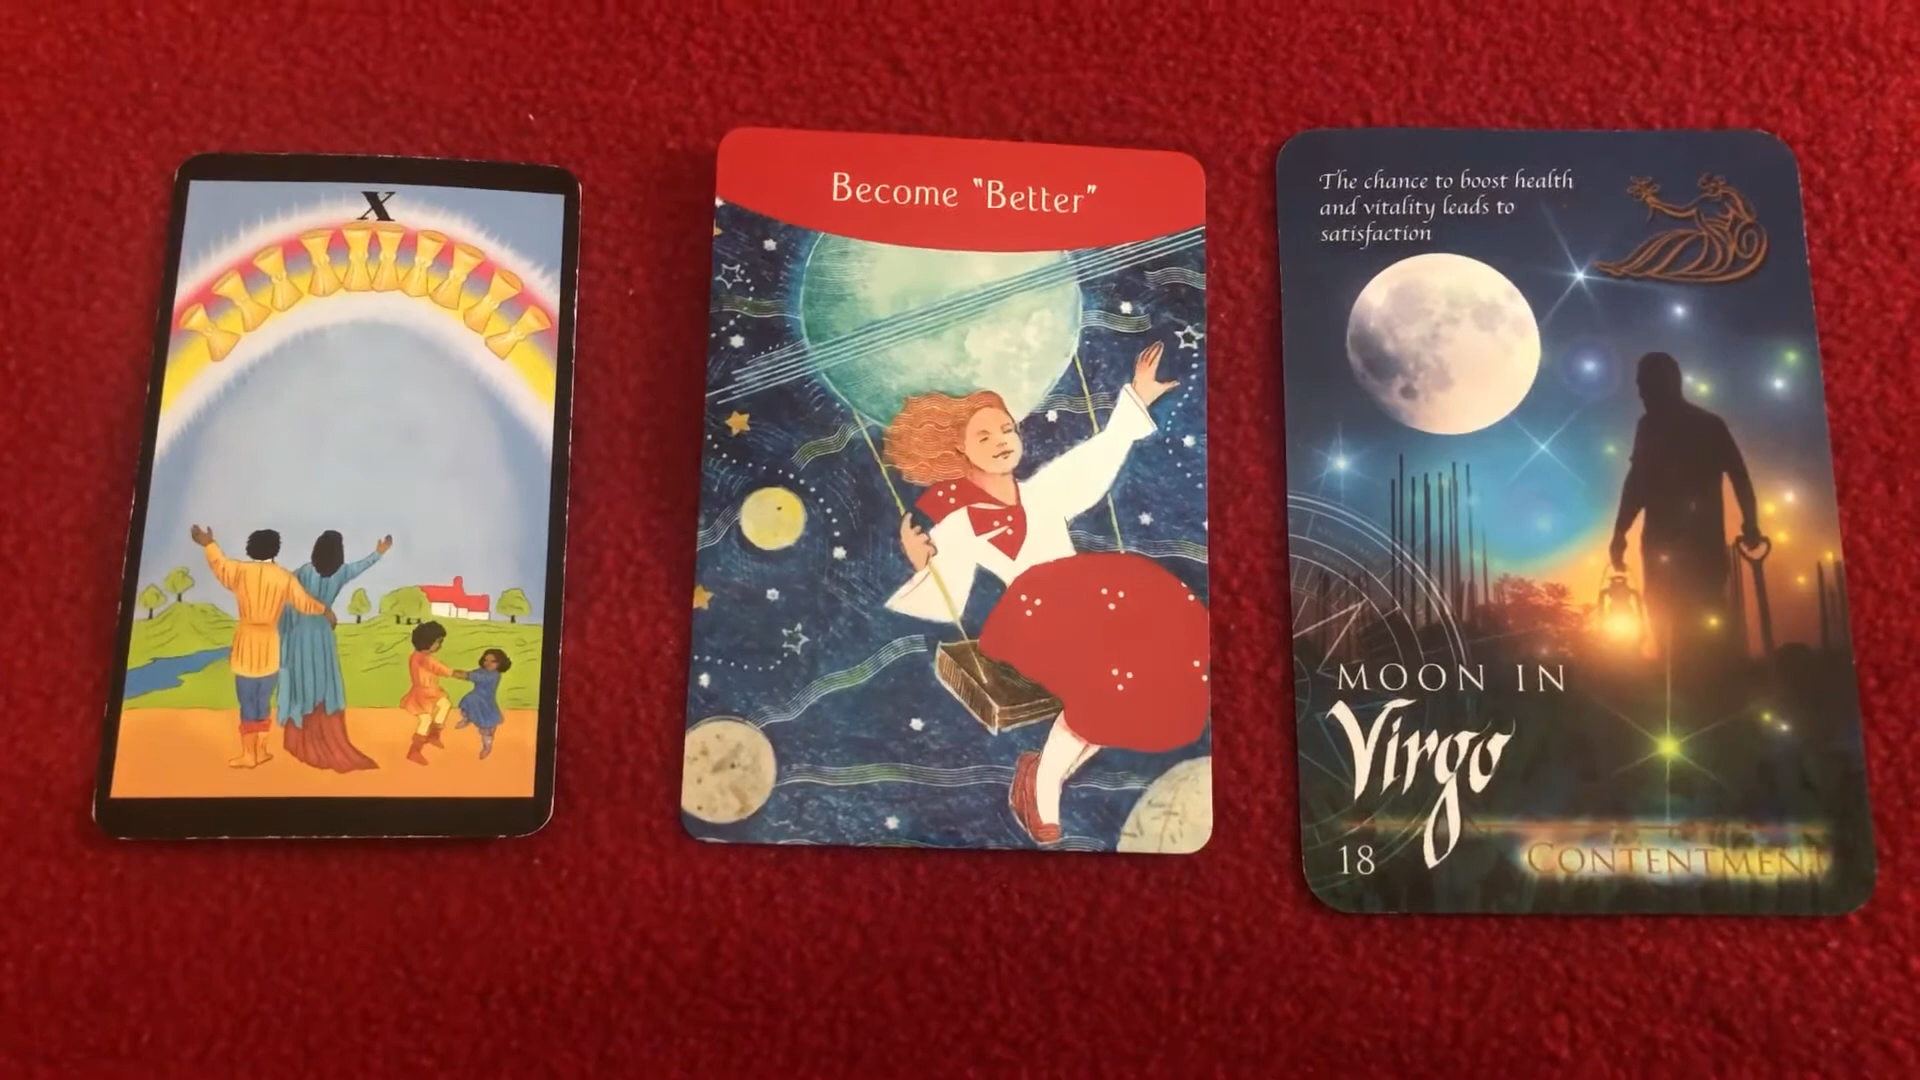 X
Become "Better"
The chance to boost health
and vitality leads to
satisfaction
MOON IN
Virgo
18
CONTENTMENT